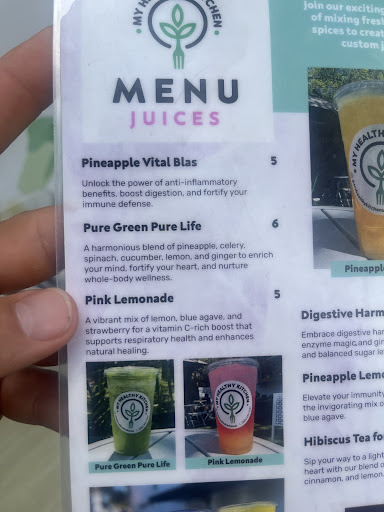 MY HEALTHY KITCHEN
MENU
JUICES
Pineapple Vital Blas 5
Unlock the power of anti-inflammatory
benefits, boost digestion, and fortify your
immune defense.
Pure Green Pure Life 6
A harmonious blend of pineapple, celery,
spinach, cucumber, lemon, and ginger to enrich
your mind, fortify your heart, and nurture
whole-body wellness.
Pink Lemonade 5
A vibrant mix of lemon, blue agave, and
strawberry for a vitamin C-rich boost that
supports respiratory health and enhances
natural healing.
MY HEALTHY KITCHEN
Pure Green Pure Life
MY HEALTHY KITCHEN
Pink Lemonade
Join our exciting
of mixing fresh
spices to creat
custom j
MY HEALTHY
Pineapple
Digestive Harm
Embrace digestive har
enzyme magic, and gin
and balanced sugar le
Pineapple Lemo
Elevate your immunity
the invigorating mix o
blue agave.
Hibiscus Tea fo
Sip your way to a light
heart with our blend o
cinnamon, and lemon.